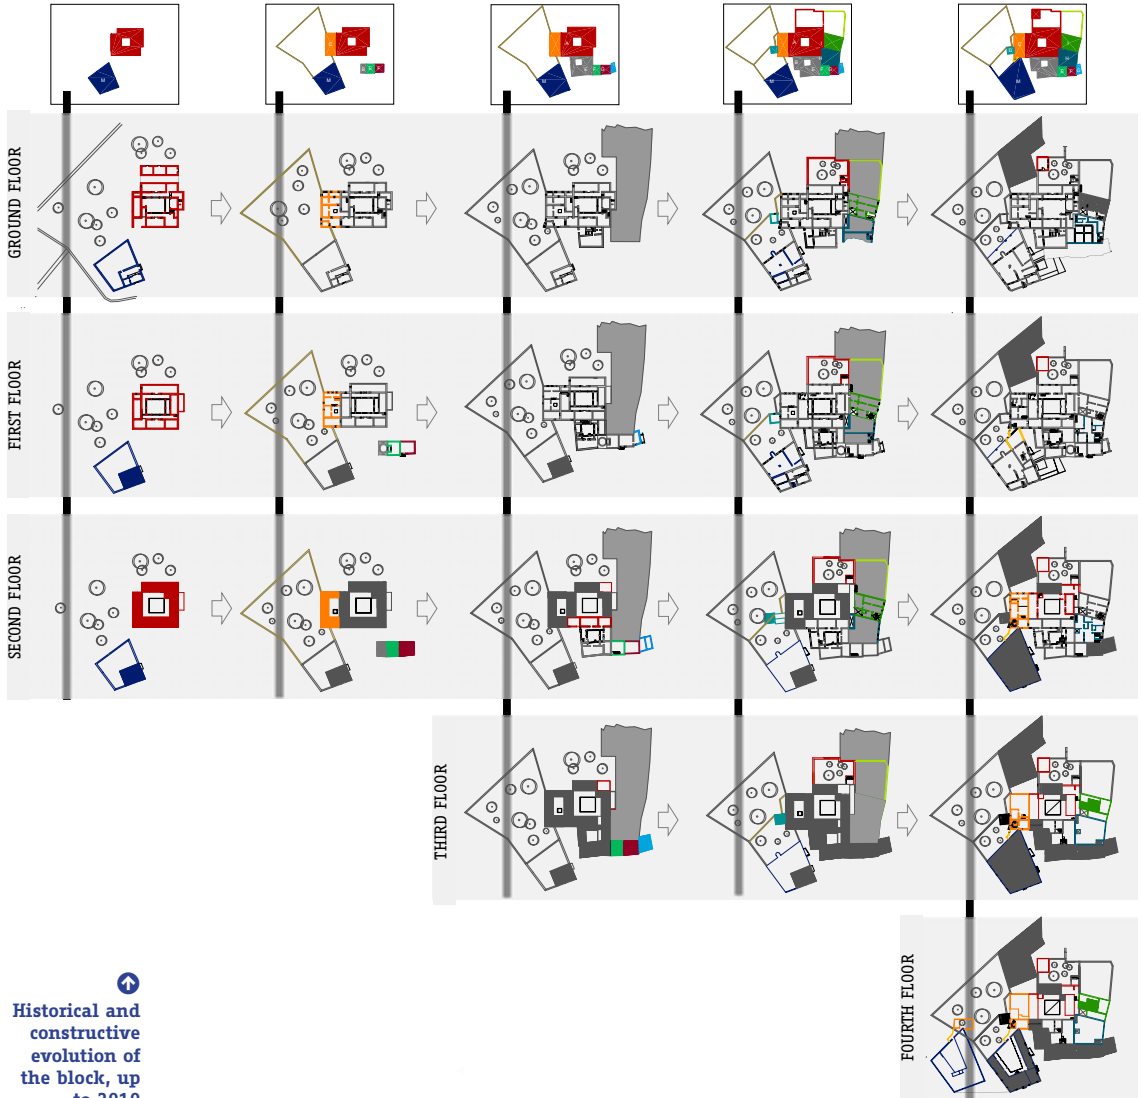 GROUND FLOOR
FIRST FLOOR
SECOND FLOOR
THIRD FLOOR
FOURTH FLOOR
Historical and
constructive
evolution of
the block, up